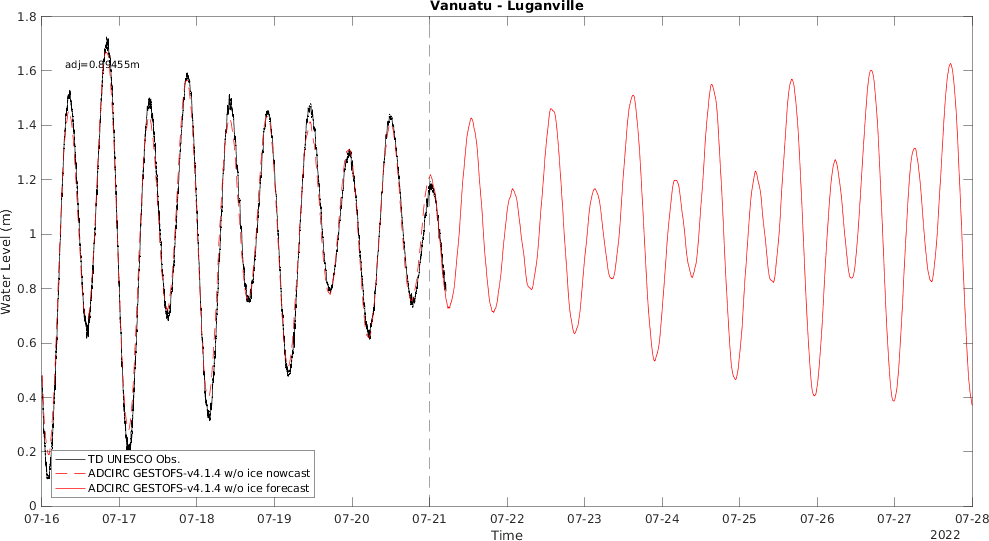 Vanuatu - Luganville
1.8
1.6
1.4
1.2
1
0.8
0.6
0.4
0.2
0
Water Level (m)
adj=0.89455m
TD UNESCO Obs.
ADCIRC GESTOFS-v4.1.4 w/o ice nowcast
ADCIRC GESTOFS-v4.1.4 w/o ice forecast
07-16 07-17 07-18 07-19 07-20 07-21 07-22 07-23 07-24 07-25 07-26 07-27 07-28
Time
2022